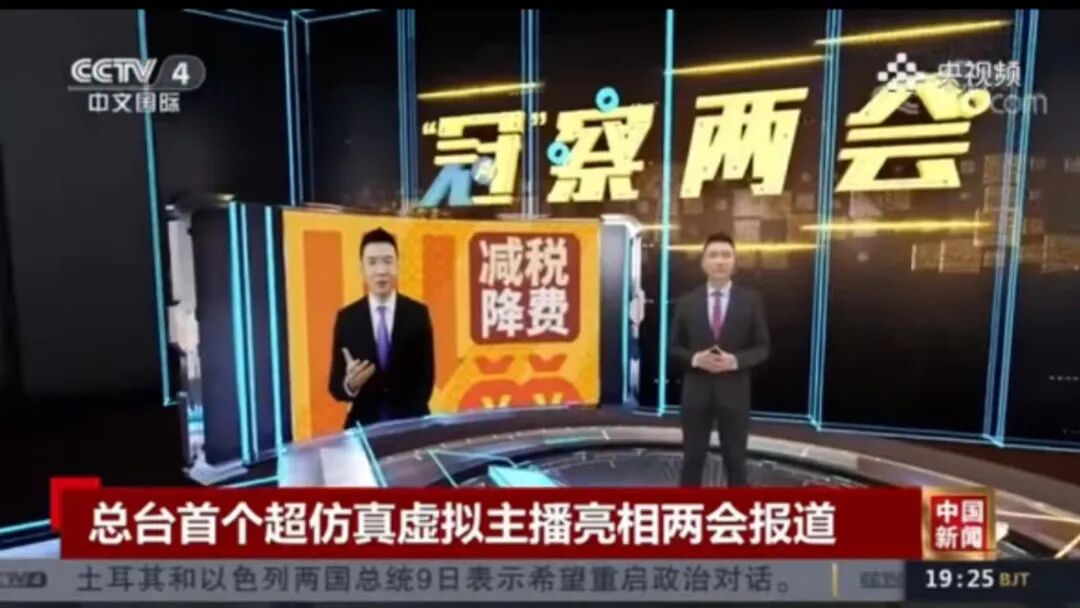 CCTV 4
中文国际
央视频
.com
“冠”察两会
减税
降费
总台首个超仿真虚拟主播亮相两会报道
中国
新闻
土耳其和以色列两国总统9日表示希望重启政治对话。
19:25 BJT